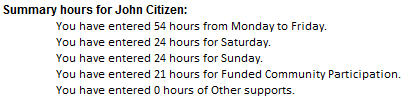 Summary hours for John Citizen:
You have entered 54 hours from Monday to Friday.
You have entered 24 hours for Saturday.
You have entered 24 hours for Sunday.
You have entered 21 hours for Funded Community Participation.
You have entered 0 hours of Other supports.